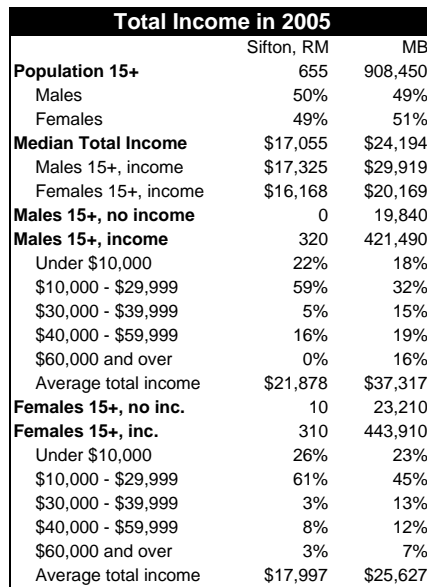 Total Income in 2005
Sifton, RM MB
Population 15+ 655 908,450
Males 50% 49%
Females 49% 51%
Median Total Income $17,055 $24,194
Males 15+, income $17,325 $29,919
Females 15+, income $16,168 $20,169
Males 15+, no income 0 19,840
Males 15+, income 320 421,490
Under $10,000 22% 18%
$10,000 - $29,999 59% 32%
$30,000 - $39,999 5% 15%
$40,000 - $59,999 16% 19%
$60,000 and over 0% 16%
Average total income $21,878 $37,317
Females 15+, no inc. 10 23,210
Females 15+, inc. 310 443,910
Under $10,000 26% 23%
$10,000 - $29,999 61% 45%
$30,000 - $39,999 3% 13%
$40,000 - $59,999 8% 12%
$60,000 and over 3% 7%
Average total income $17,997 $25,627